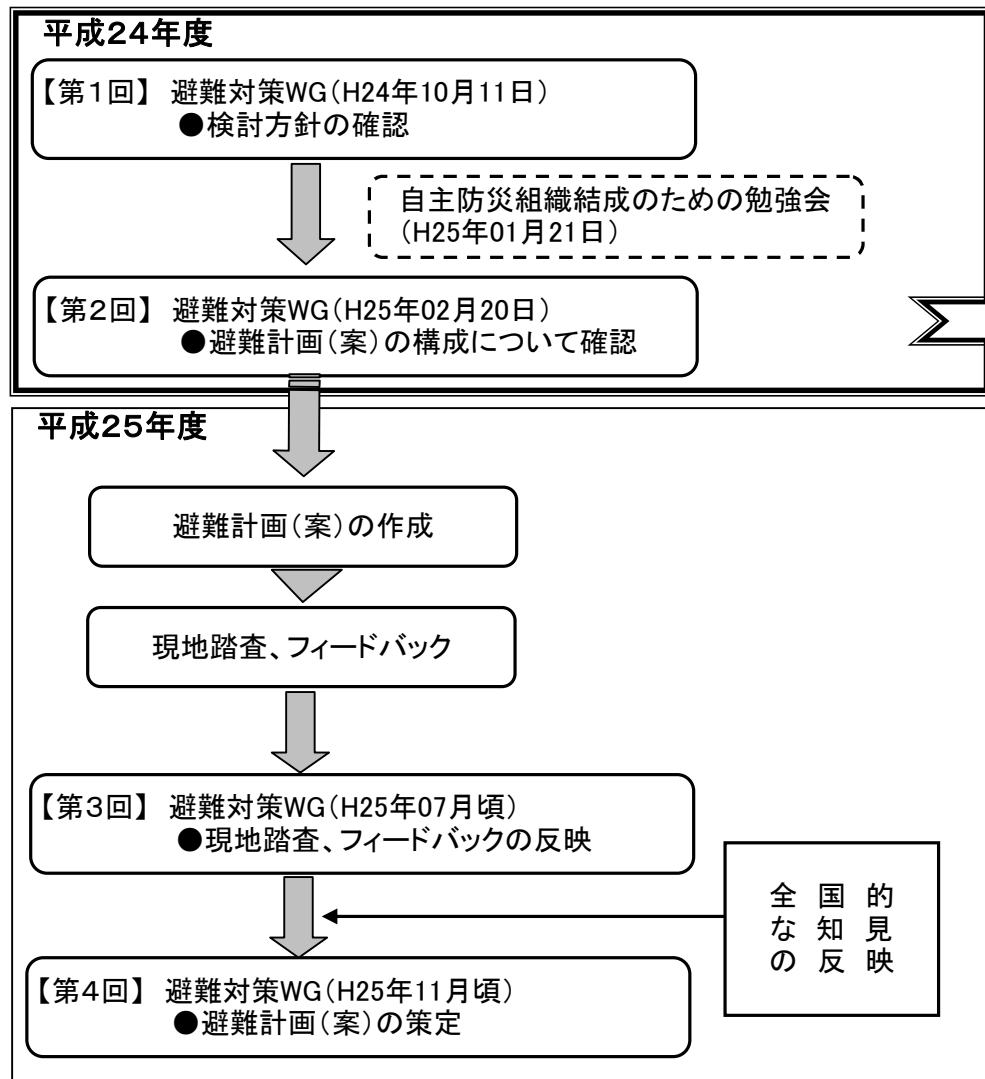 平成24年度
【第1回】 避難対策WG(H24年10月11日)
●検討方針の確認
自主防災組織結成のための勉強会
(H25年01月21日)
【第2回】 避難対策WG(H25年02月20日)
●避難計画(案)の構成について確認
平成25年度
避難計画(案)の作成
現地踏査、フィードバック
【第3回】 避難対策WG(H25年07月頃)
●現地踏査、フィードバックの反映
全国的
な知見
の反映
【第4回】 避難対策WG(H25年11月頃)
●避難計画(案)の策定